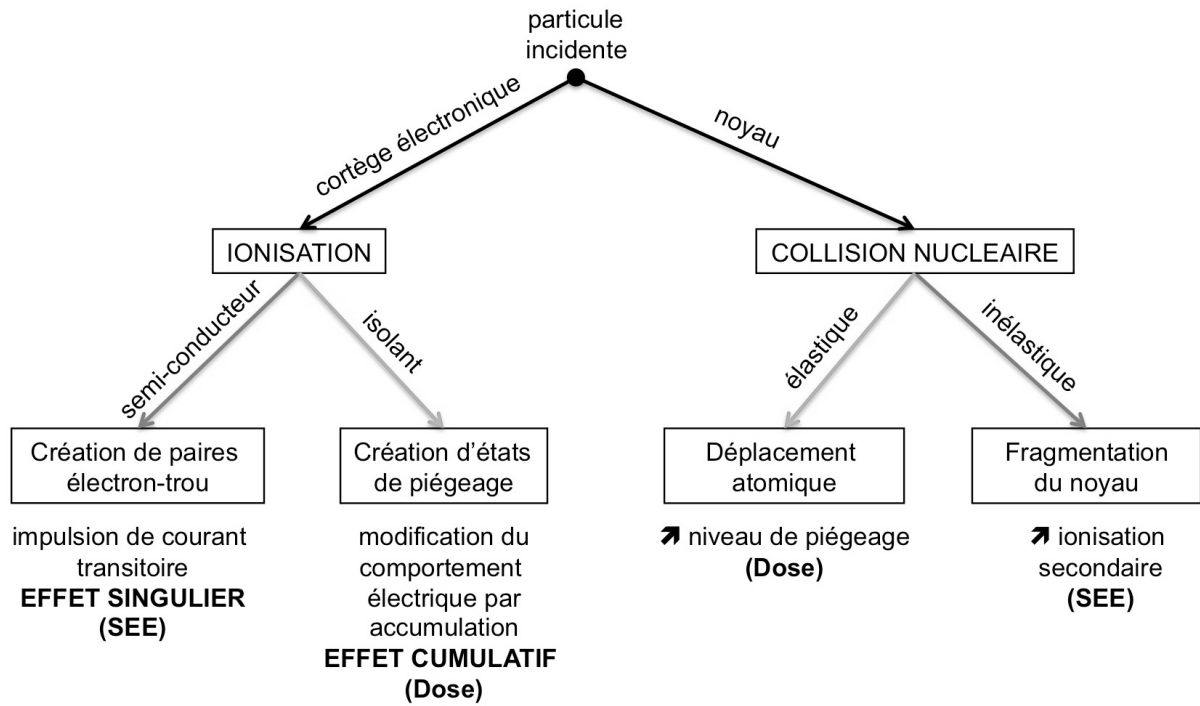 particule
incidente
cortège électronique
noyau
IONISATION
COLLISION NUCLEAIRE
semi-conducteur
isolant
élastique
inélastique
Création de paires
électron-trou
impulsion de courant
transitoire
EFFET SINGULIER
(SEE)
Création d'états
de piégeage
modification du
comportement
électrique par
accumulation
EFFET CUMULATIF
(Dose)
Déplacement
atomique
niveau de piégeage
(Dose)
Fragmentation
du noyau
ionisation
secondaire
(SEE)